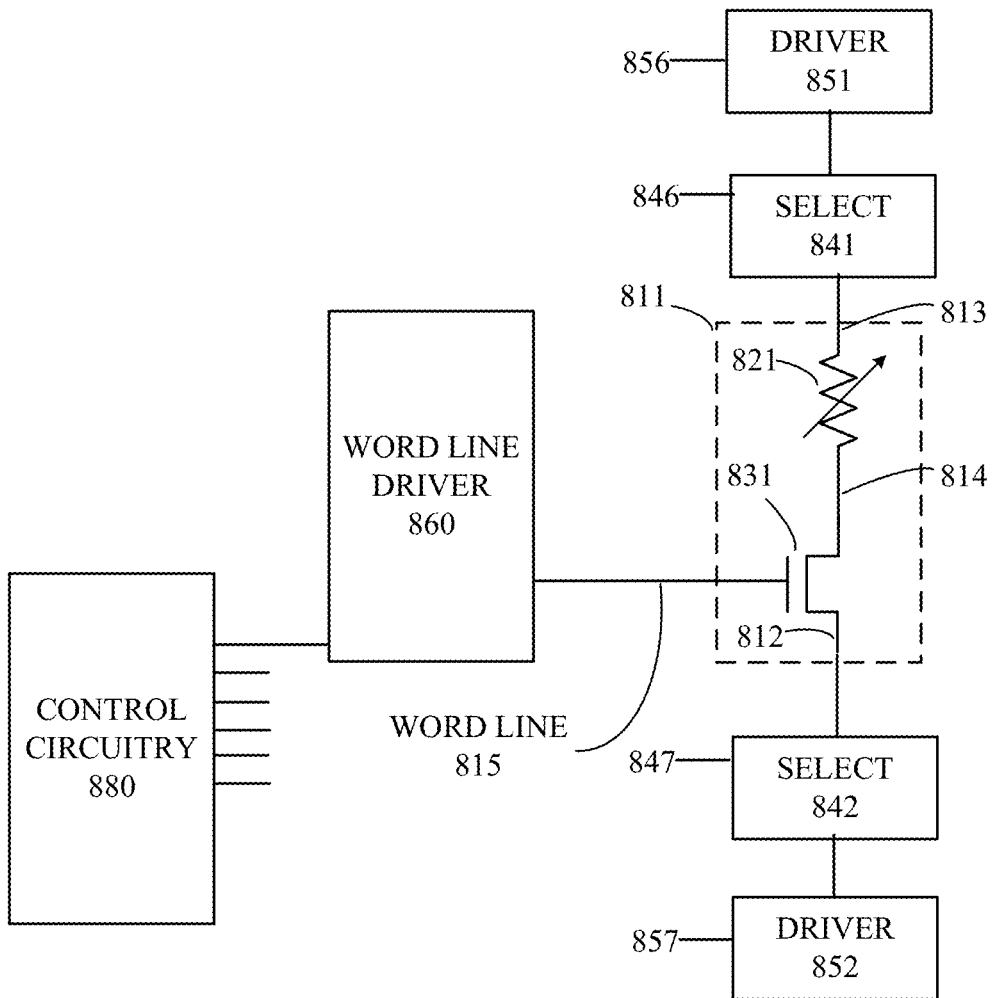 DRIVER
851
856
SELECT
841
846
811
813
821
WORD LINE
DRIVER
860
831
814
812
CONTROL
CIRCUITRY
880
WORD LINE
815
847
SELECT
842
857
DRIVER
852